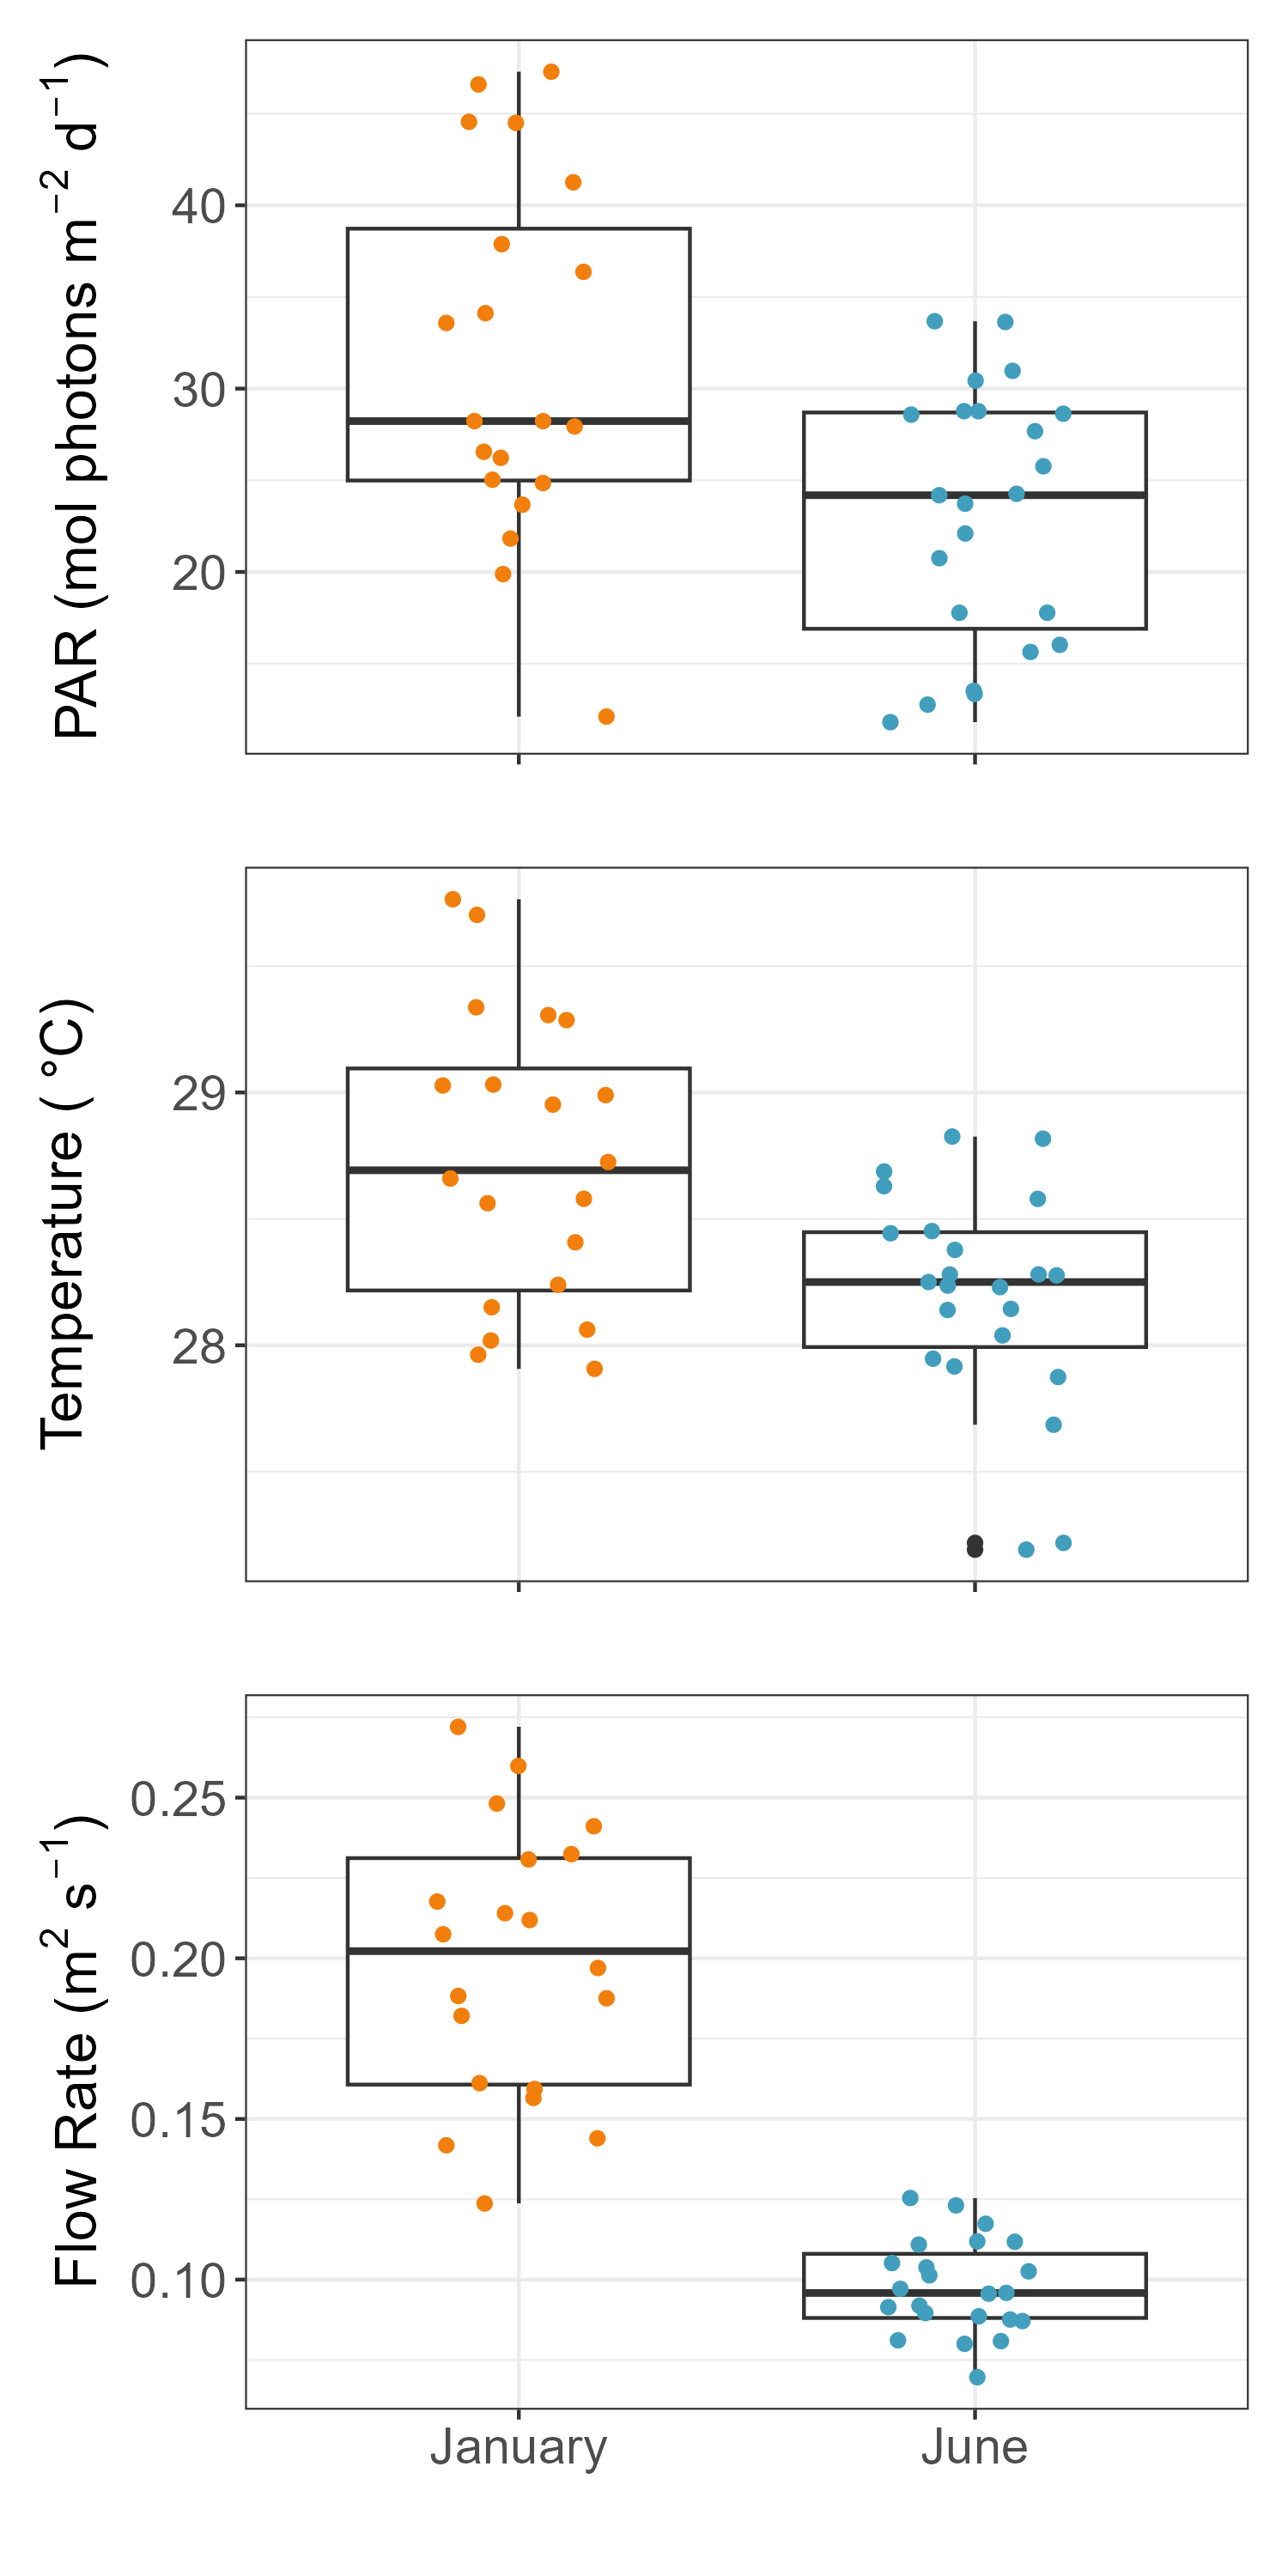 PAR (mol photons m⁻² d⁻¹)
40
30
20
Temperature ( °C)
29
28
Flow Rate (m² s⁻¹)
0.25
0.20
0.15
0.10
January June